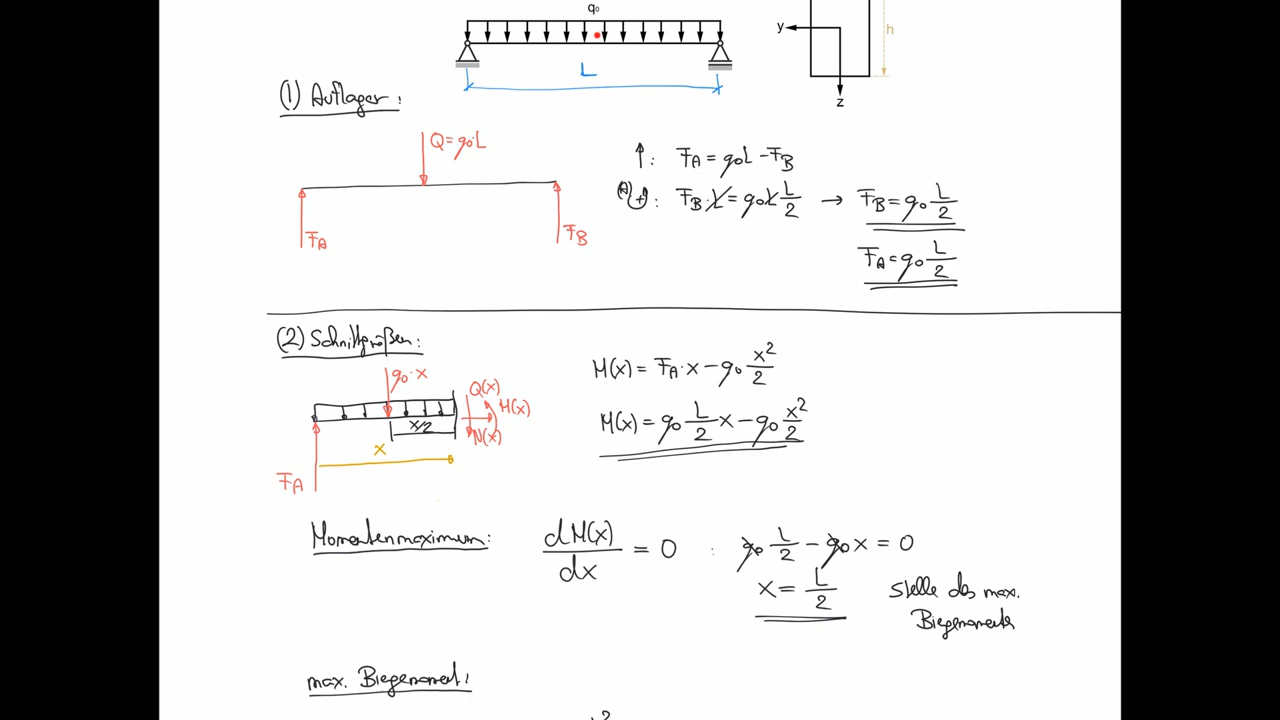 q₀
y
h
L
z
(1) Auflager:
Q=q₀·L
↑: F_A = q₀L - F_B
(A) ↺+: F_B·L = q₀L L/2 → F_B = q₀ L/2
F_A
F_B
F_A = q₀ L/2
(2) Schnittgrößen:
q₀·x
M(x) = F_A·x - q₀ x²/2
Q(x)
M(x)
x/2
N(x)
M(x) = q₀ L/2 x - q₀ x²/2
x
F_A
Momentenmaximum: dM(x)/dx = 0 : q₀ L/2 - q₀x = 0
x = L/2 Stelle des max.
Biegemoments
max. Biegemoment: